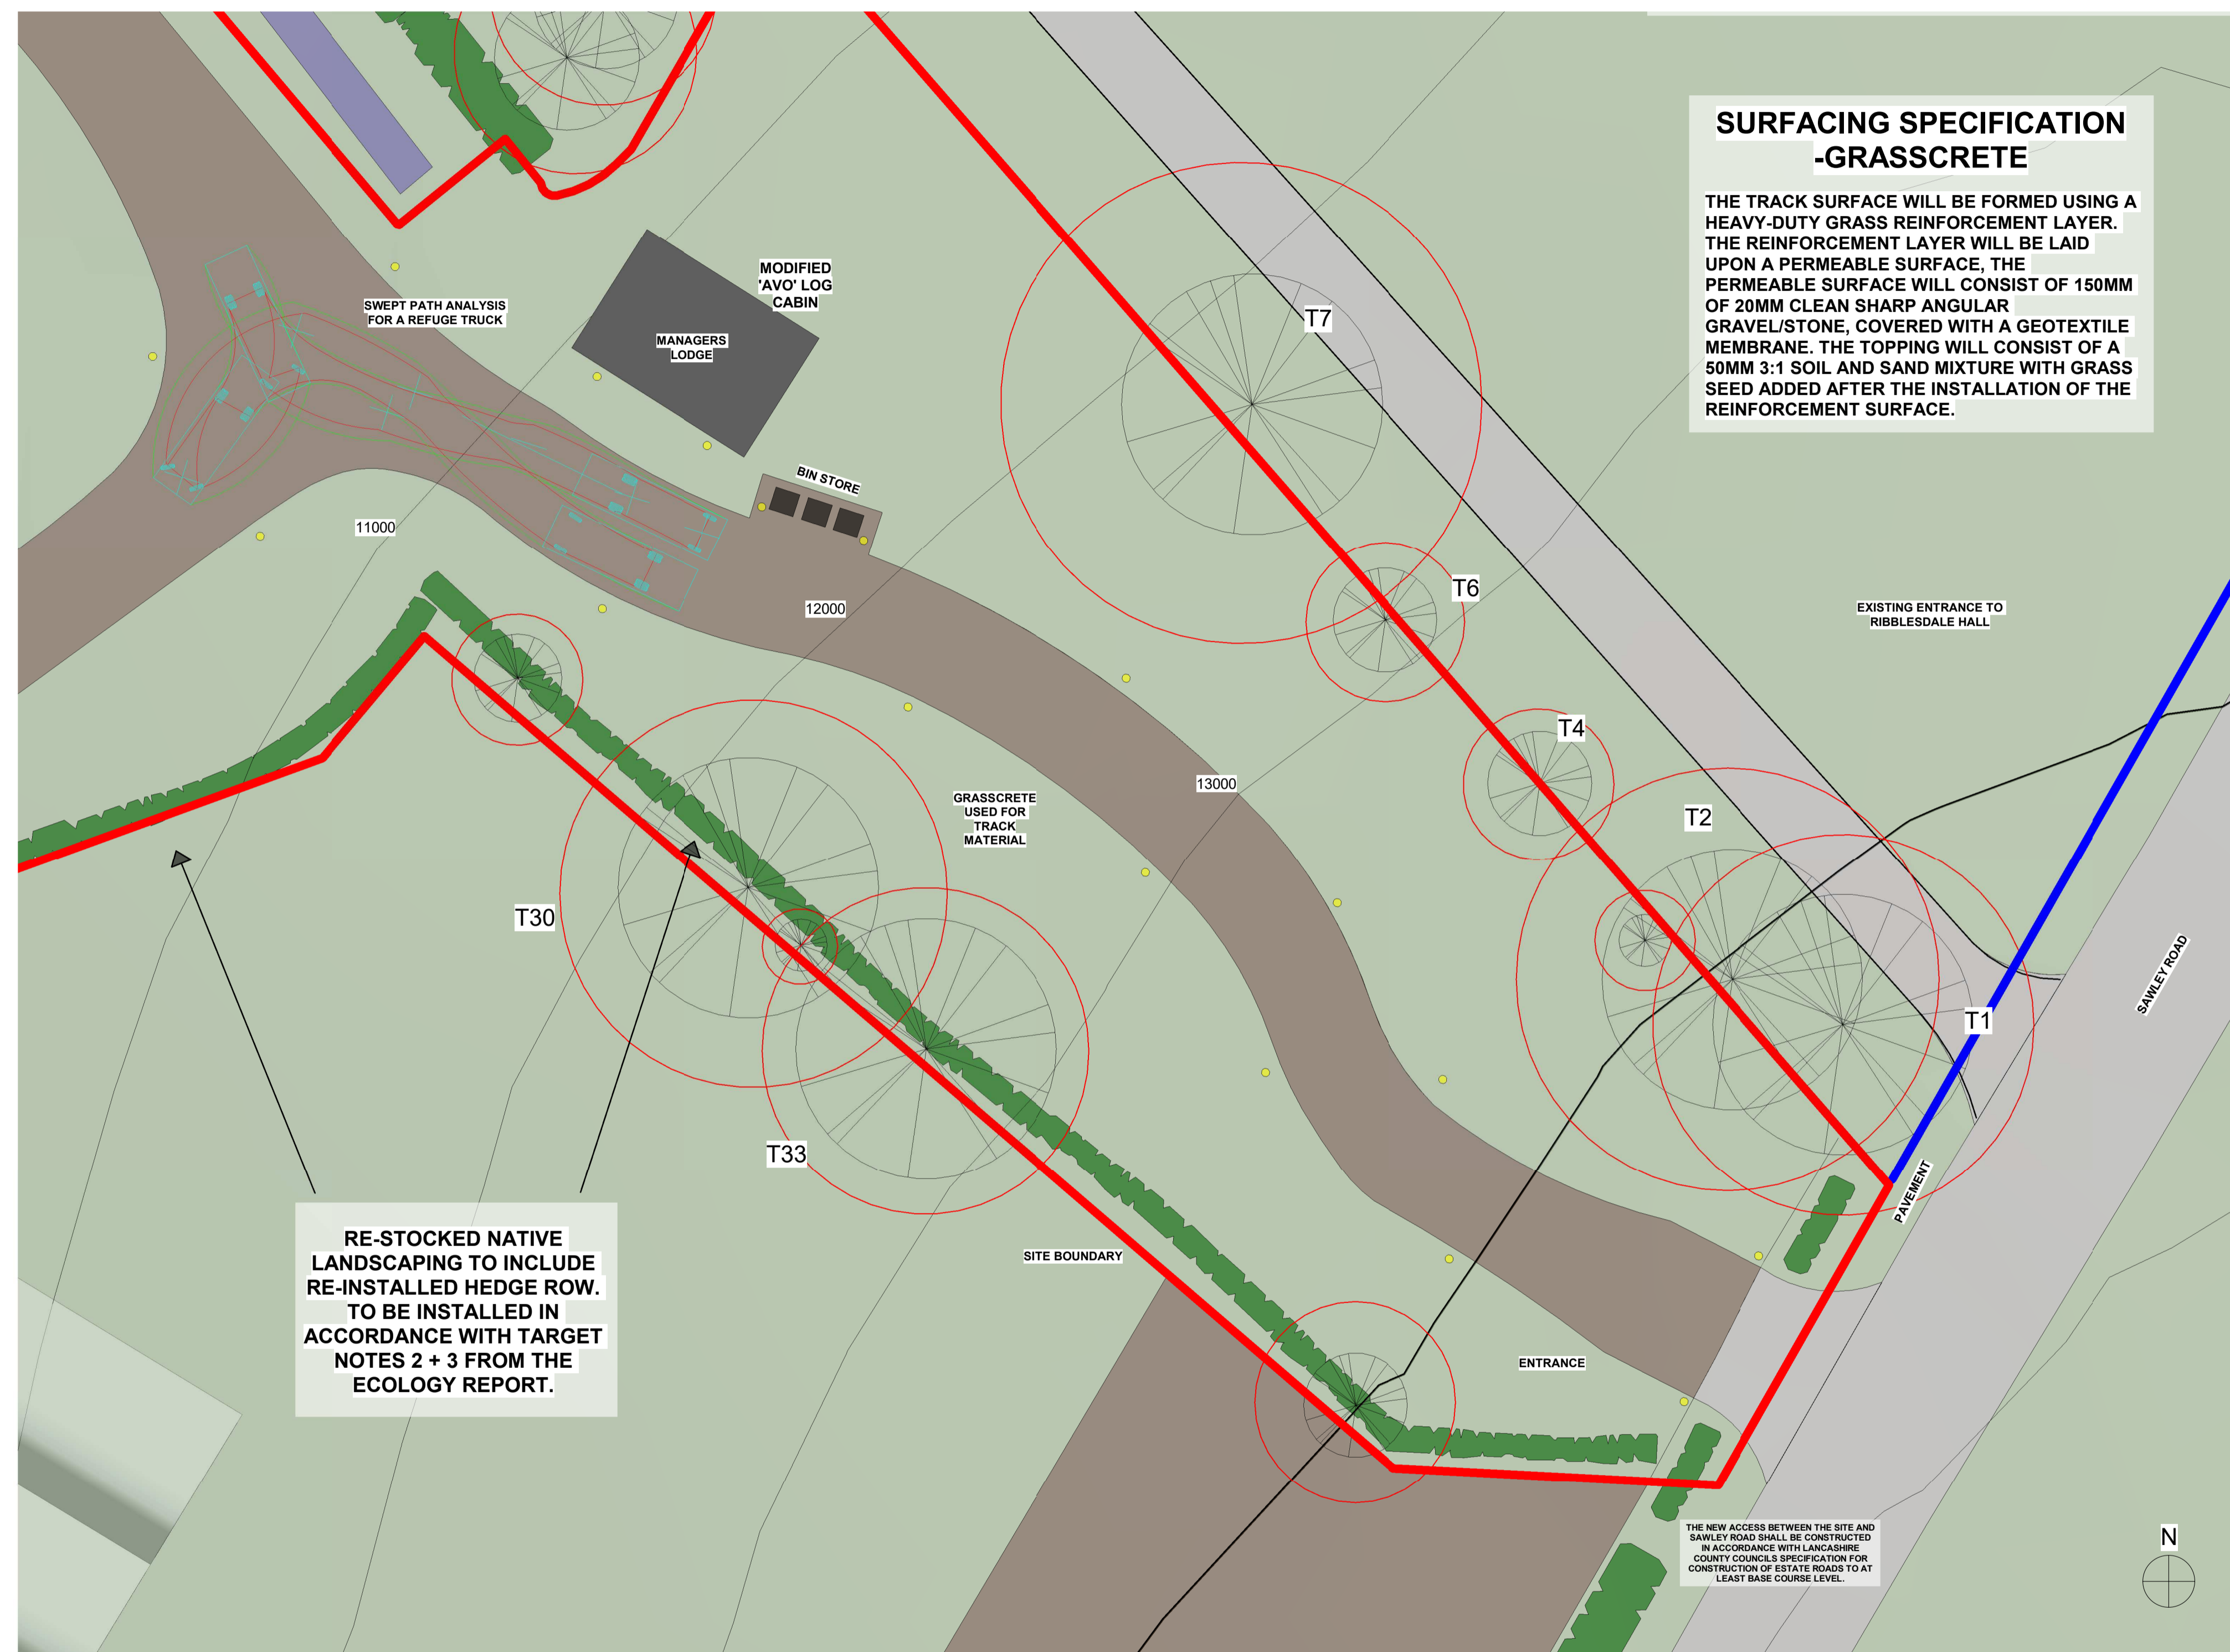 SURFACING SPECIFICATION
-GRASSCRETE
THE TRACK SURFACE WILL BE FORMED USING A
HEAVY-DUTY GRASS REINFORCEMENT LAYER.
THE REINFORCEMENT LAYER WILL BE LAID
UPON A PERMEABLE SURFACE, THE
PERMEABLE SURFACE WILL CONSIST OF 150MM
OF 20MM CLEAN SHARP ANGULAR
GRAVEL/STONE, COVERED WITH A GEOTEXTILE
MEMBRANE. THE TOPPING WILL CONSIST OF A
50MM 3:1 SOIL AND SAND MIXTURE WITH GRASS
SEED ADDED AFTER THE INSTALLATION OF THE
REINFORCEMENT SURFACE.
MODIFIED
'AVO' LOG
CABIN
SWEPT PATH ANALYSIS
FOR A REFUGE TRUCK
MANAGERS
LODGE
T7
BIN STORE
11000
T6
12000
EXISTING ENTRANCE TO
RIBBLESDALE HALL
T4
13000
GRASSCRETE
USED FOR
TRACK
MATERIAL
T2
T30
SAWLEY ROAD
T1
T33
PAVEMENT
RE-STOCKED NATIVE
LANDSCAPING TO INCLUDE
RE-INSTALLED HEDGE ROW.
TO BE INSTALLED IN
ACCORDANCE WITH TARGET
NOTES 2 + 3 FROM THE
ECOLOGY REPORT.
SITE BOUNDARY
ENTRANCE
THE NEW ACCESS BETWEEN THE SITE AND
SAWLEY ROAD SHALL BE CONSTRUCTED
IN ACCORDANCE WITH LANCASHIRE
COUNTY COUNCILS SPECIFICATION FOR
CONSTRUCTION OF ESTATE ROADS TO AT
LEAST BASE COURSE LEVEL.
N